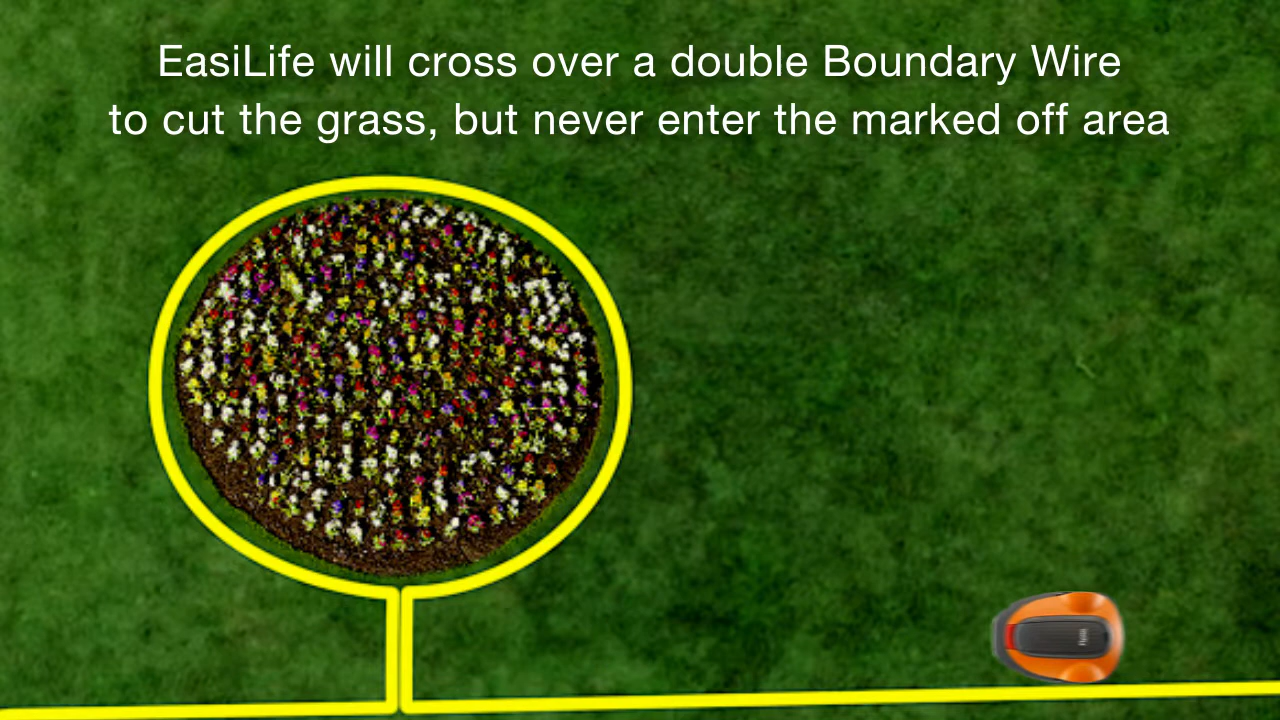 EasiLife will cross over a double Boundary Wire
to cut the grass, but never enter the marked off area